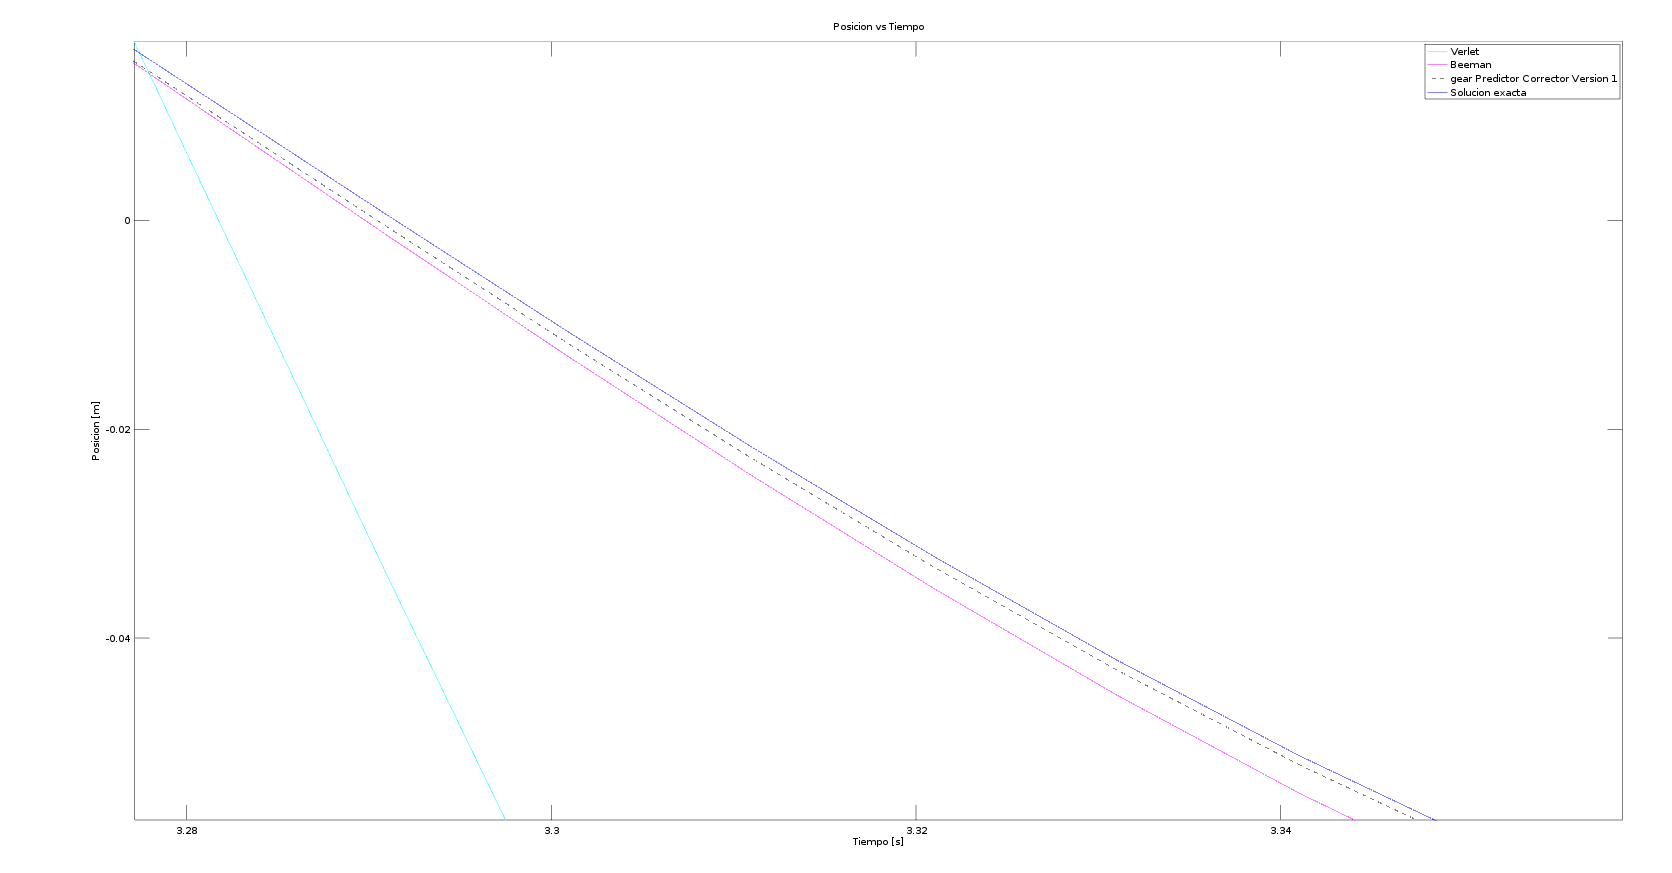 Posicion vs Tiempo
Verlet
Beeman
gear Predictor Corrector Version 1
Solucion exacta
0
-0.02
-0.04
Posicion [m]
3.28
3.3
3.32
3.34
Tiempo [s]